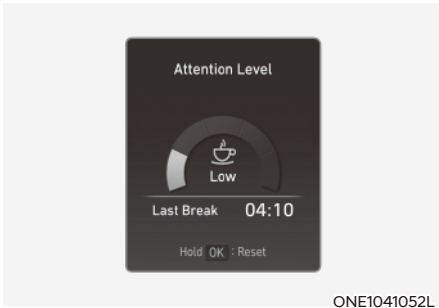 Attention Level
Low
Last Break 04:10
Hold OK : Reset
ONE1041052L